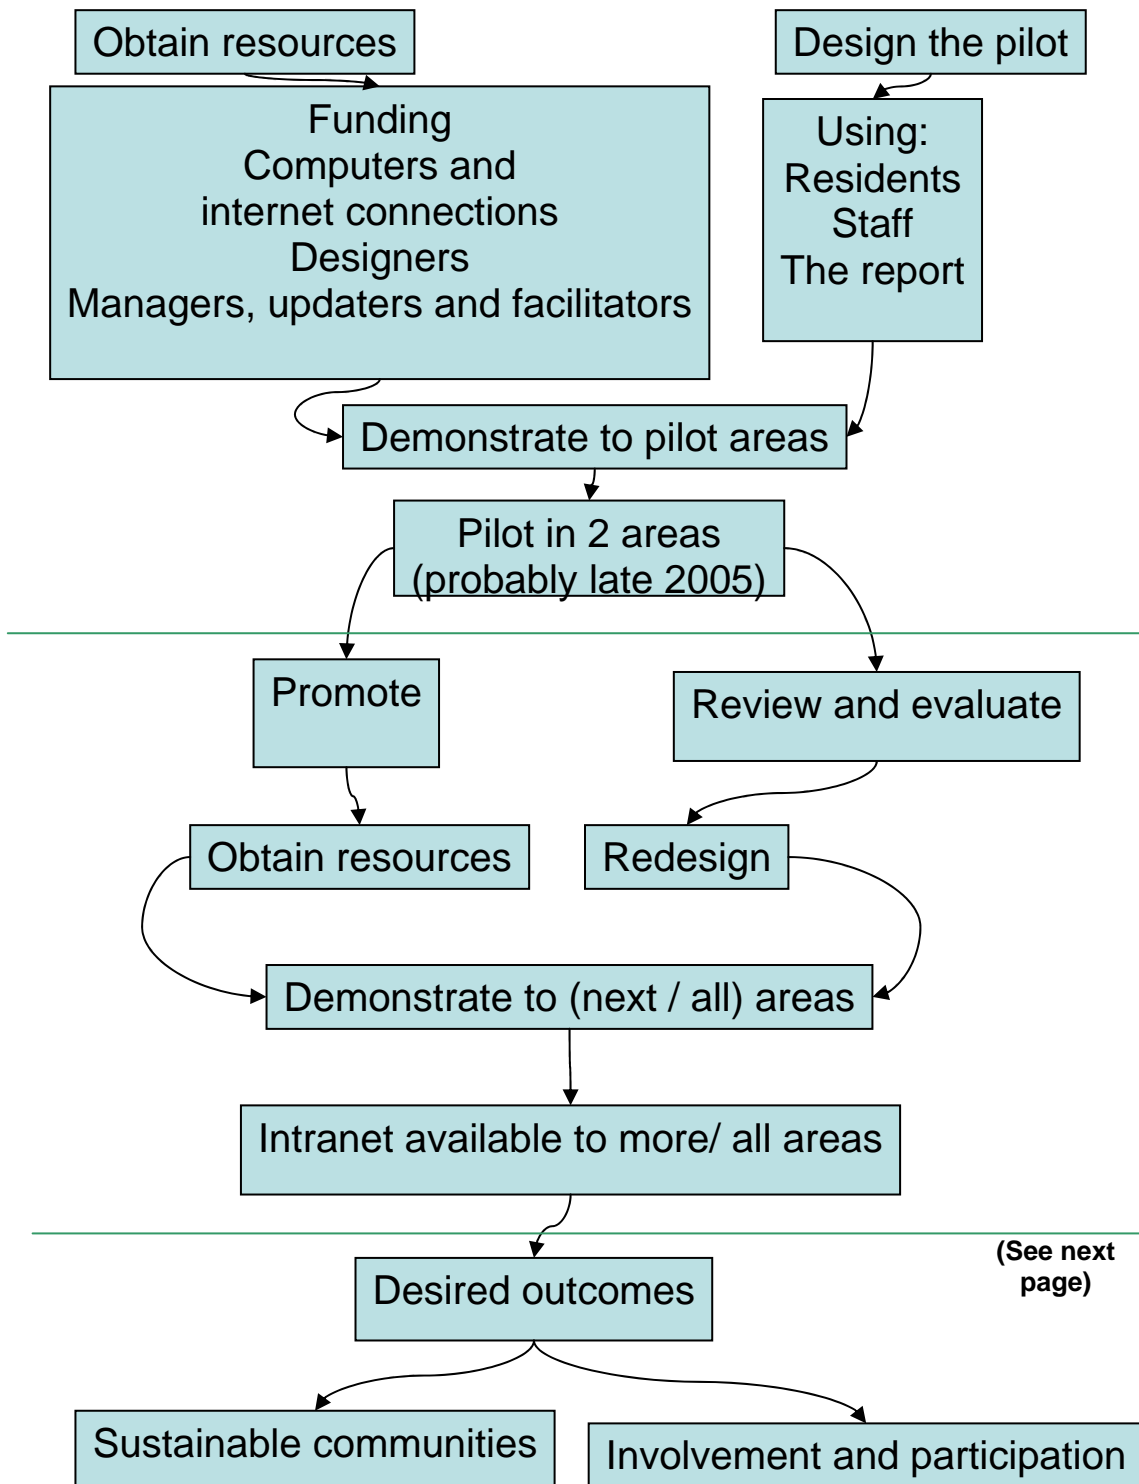 Obtain resources
Design the pilot
Funding
Computers and
internet connections
Designers
Managers, updaters and facilitators
Using:
Residents
Staff
The report
Demonstrate to pilot areas
Pilot in 2 areas
(probably late 2005)
Promote
Review and evaluate
Obtain resources
Redesign
Demonstrate to (next / all) areas
Intranet available to more/ all areas
(See next
page)
Desired outcomes
Sustainable communities
Involvement and participation